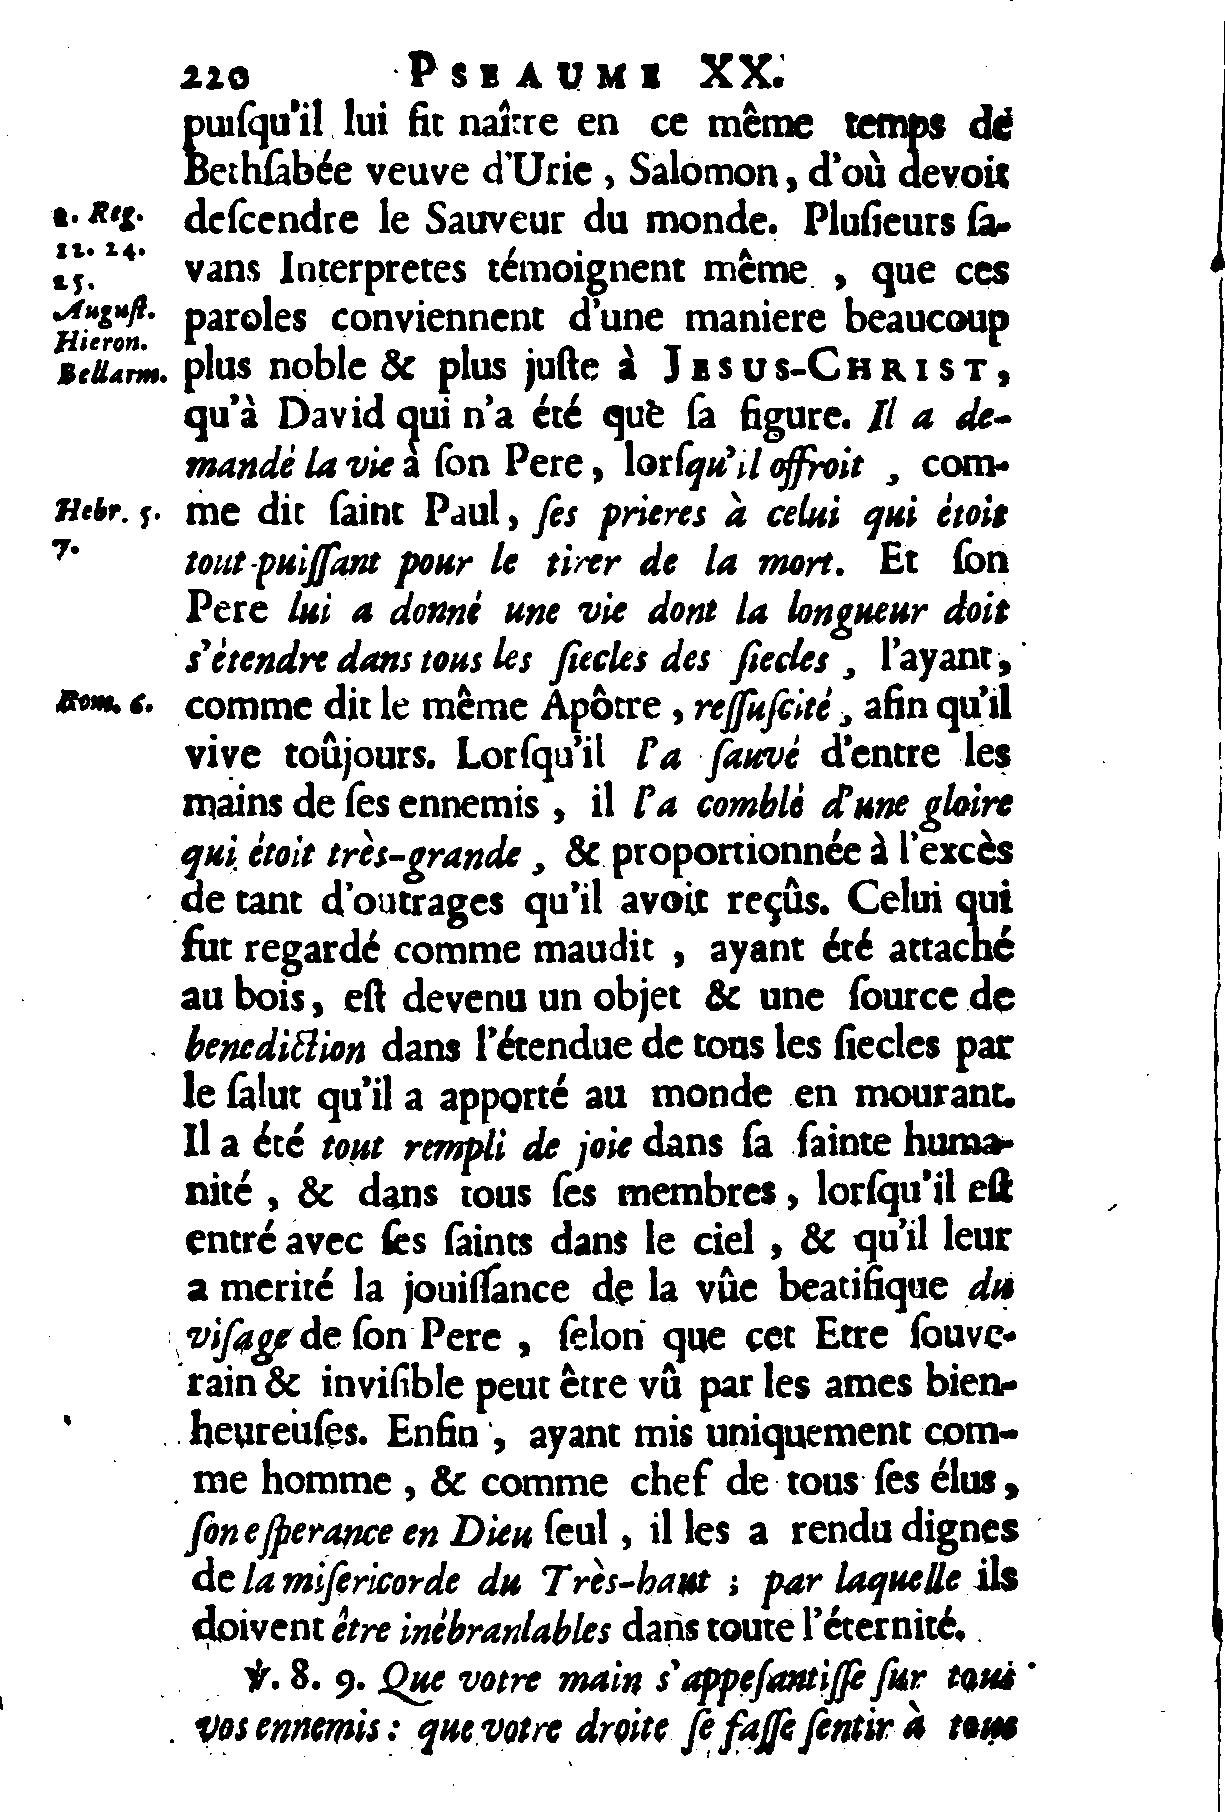 220 PSEAUME XX.
puisqu'il lui fit naître en ce même temps de
Bethſabée veuve d'Urie, Salomon, d'où devoit
2. Reg. deſcendre le Sauveur du monde. Pluſieurs ſa-
12. 24.
25. vans Interpretes témoignent même, que ces
Auguſt. paroles conviennent d'une maniere beaucoup
Hieron.
Bellarm. plus noble & plus juſte à JESUS-CHRIST,
qu'à David qui n'a été que ſa figure. Il a de-
mandé la vie à ſon Pere, lorſqu'il offroit, com-
Hebr. 5. me dit ſaint Paul, ſes prieres à celui qui étoit
7. tout-puiſſant pour le tirer de la mort. Et ſon
Pere lui a donné une vie dont la longueur doit
s'étendre dans tous les ſiecles des ſiecles, l'ayant,
Rom. 6. comme dit le même Apôtre, reſſuſcité, afin qu'il
vive toûjours. Lorſqu'il l'a ſauvé d'entre les
mains de ſes ennemis, il l'a comblé d'une gloire
qui étoit très-grande, & proportionnée à l'excès
de tant d'outrages qu'il avoit reçûs. Celui qui
fut regardé comme maudit, ayant été attaché
au bois, eſt devenu un objet & une ſource de
benediction dans l'étendue de tous les ſiecles par
le ſalut qu'il a apporté au monde en mourant.
Il a été tout rempli de joie dans ſa ſainte huma-
nité, & dans tous ſes membres, lorſqu'il eſt
entré avec ſes ſaints dans le ciel, & qu'il leur
a merité la jouiſſance de la vûe beatifique du
viſage de ſon Pere, ſelon que cet Etre ſouve-
rain & inviſible peut être vû par les ames bien-
heureuſes. Enfin, ayant mis uniquement com-
me homme, & comme chef de tous ſes élus,
ſon eſperance en Dieu ſeul, il les a rendu dignes
de la miſericorde du Très-haut; par laquelle ils
doivent être inébranlables dans toute l'éternité.
℣. 8. 9. Que votre main s'appeſantiſſe ſur tous
vos ennemis: que votre droite ſe faſſe ſentir à tous